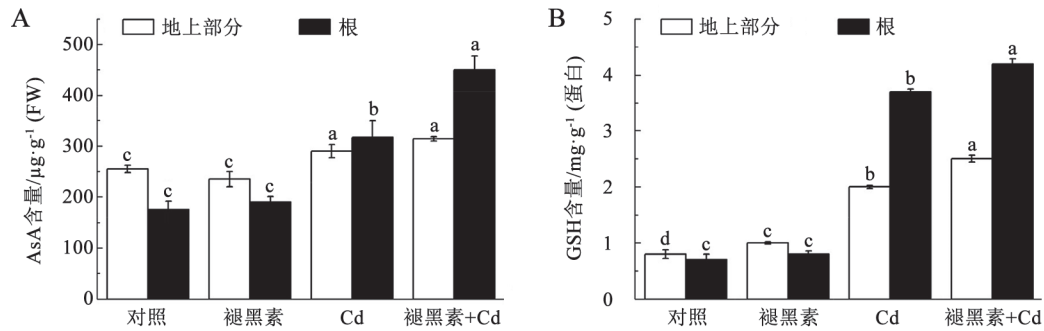 A
地上部分 根
AsA含量/μg·g-1 (FW)
500
400
300
200
100
0
c c
c c
a b
a a
对照 褪黑素 Cd 褪黑素+Cd
B
地上部分 根
GSH含量/mg·g-1 (蛋白)
5
4
3
2
1
0
d c
c c
b b
a a
对照 褪黑素 Cd 褪黑素+Cd